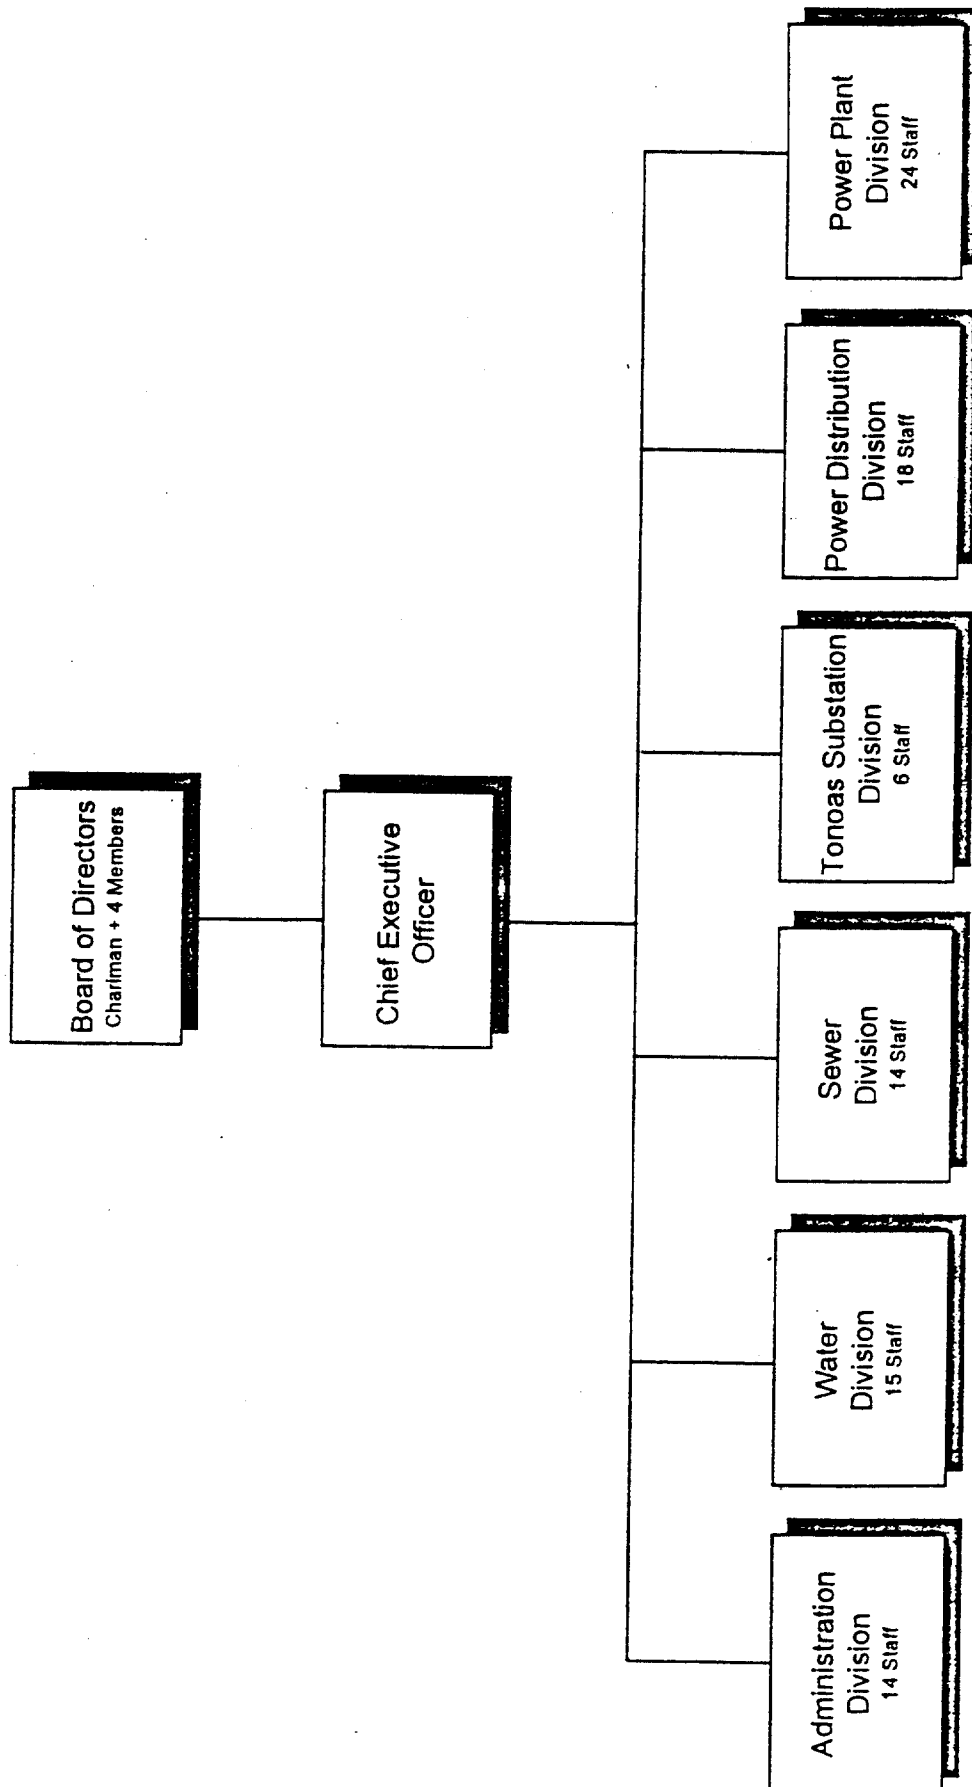 Board of Directors
Chariman + 4 Members
Chief Executive
Officer
Administration
Division
14 Staff
Water
Division
15 Staff
Sewer
Division
14 Staff
Tonoas Substation
Division
6 Staff
Power Distribution
Division
18 Staff
Power Plant
Division
24 Staff